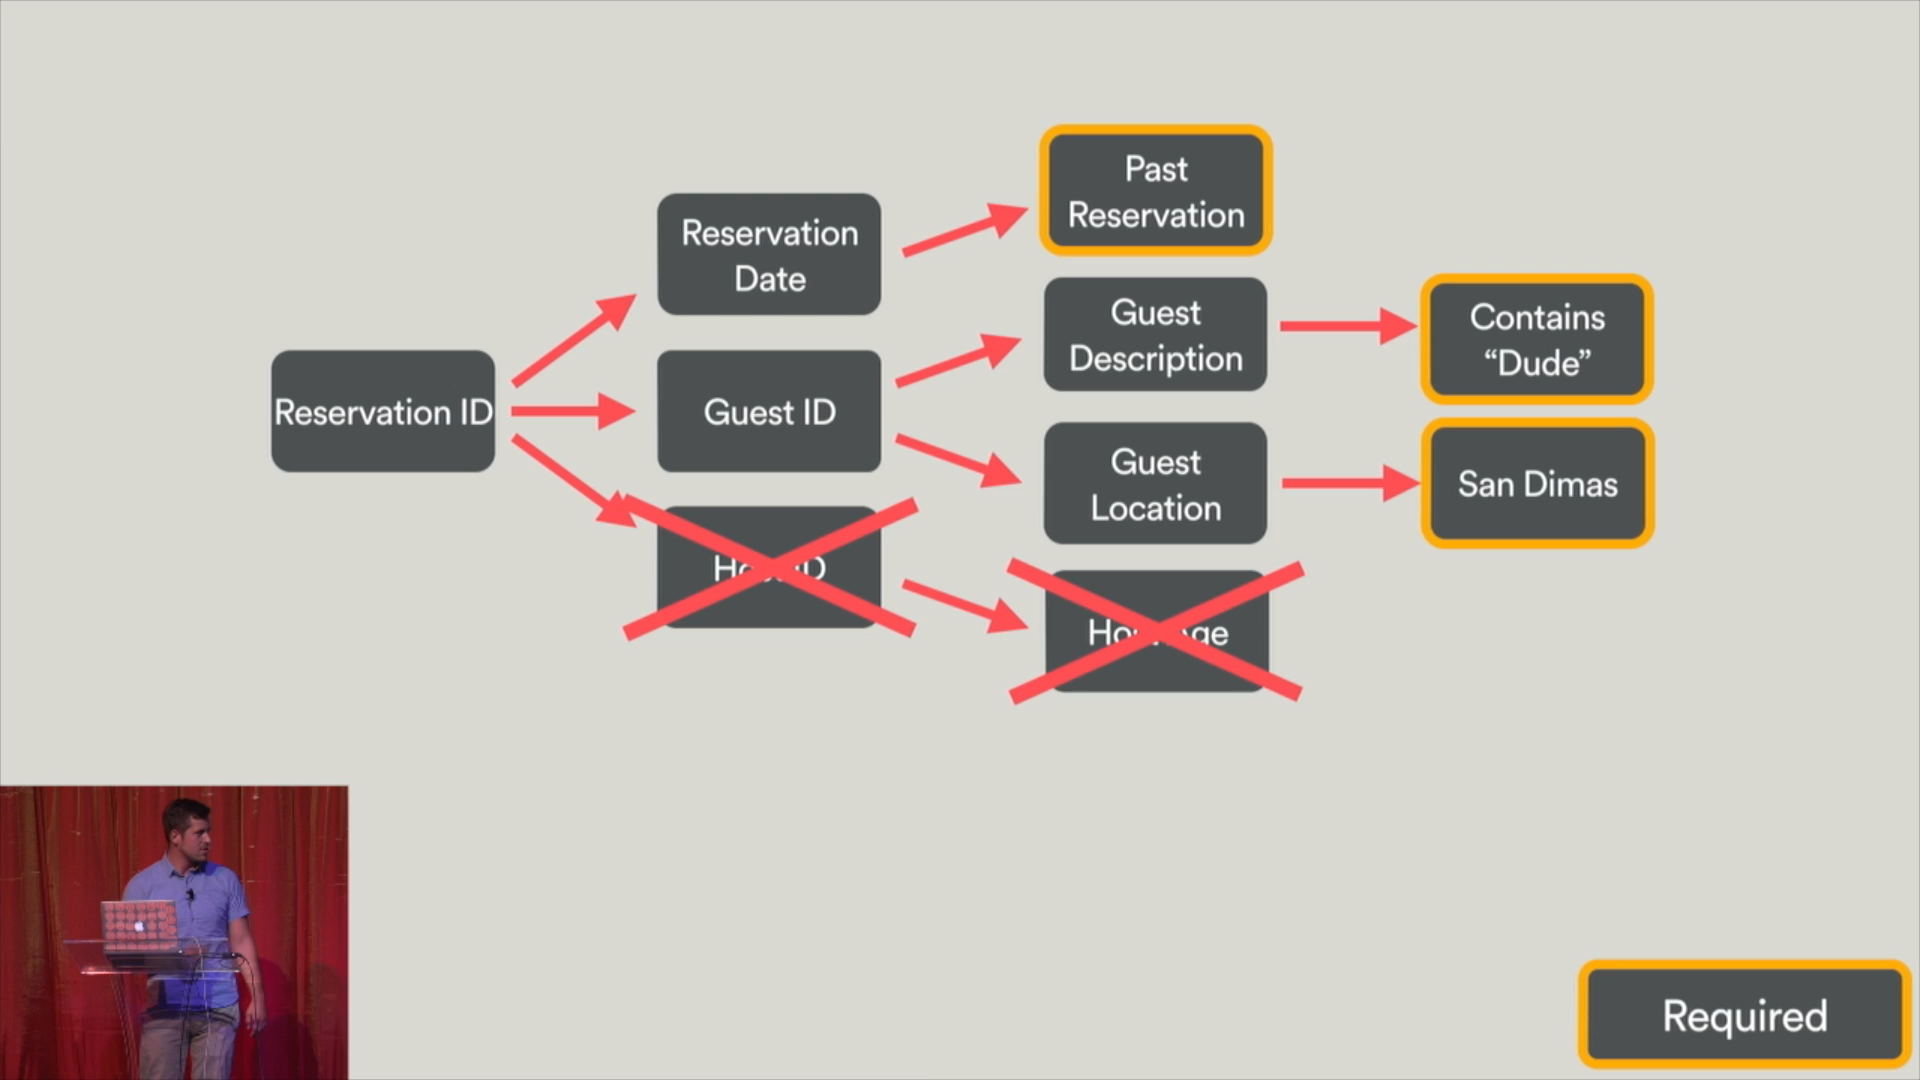 Past
Reservation
Reservation
Date
Guest
Description
Contains
“Dude”
Reservation ID
Guest ID
Guest
Location
San Dimas
Required